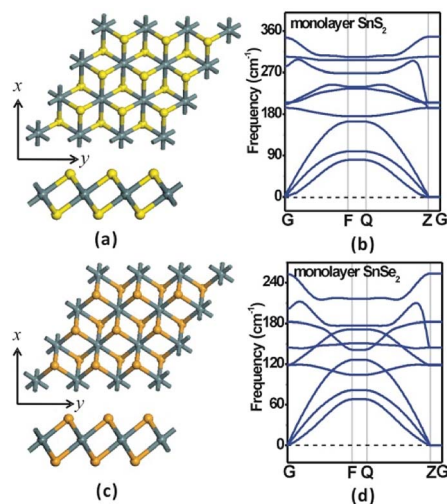 x
y
(a)
monolayer SnS₂
Frequency (cm⁻¹)
360
270
180
90
0
G F Q Z G
(b)
x
y
(c)
monolayer SnSe₂
Frequency (cm⁻¹)
240
180
120
60
0
G F Q Z G
(d)